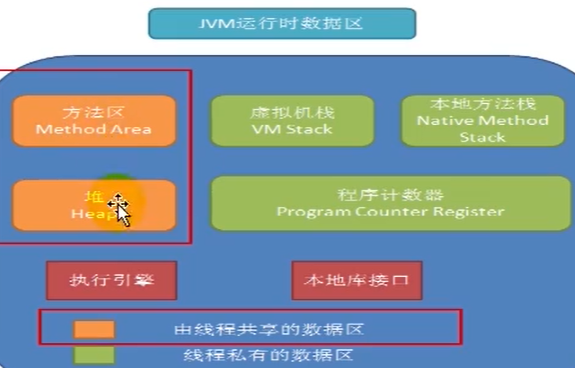 JVM运行时数据区
方法区
Method Area
虚拟机栈
VM Stack
本地方法栈
Native Method
Stack
堆
Heap
程序计数器
Program Counter Register
执行引擎
本地库接口
由线程共享的数据区
线程私有的数据区